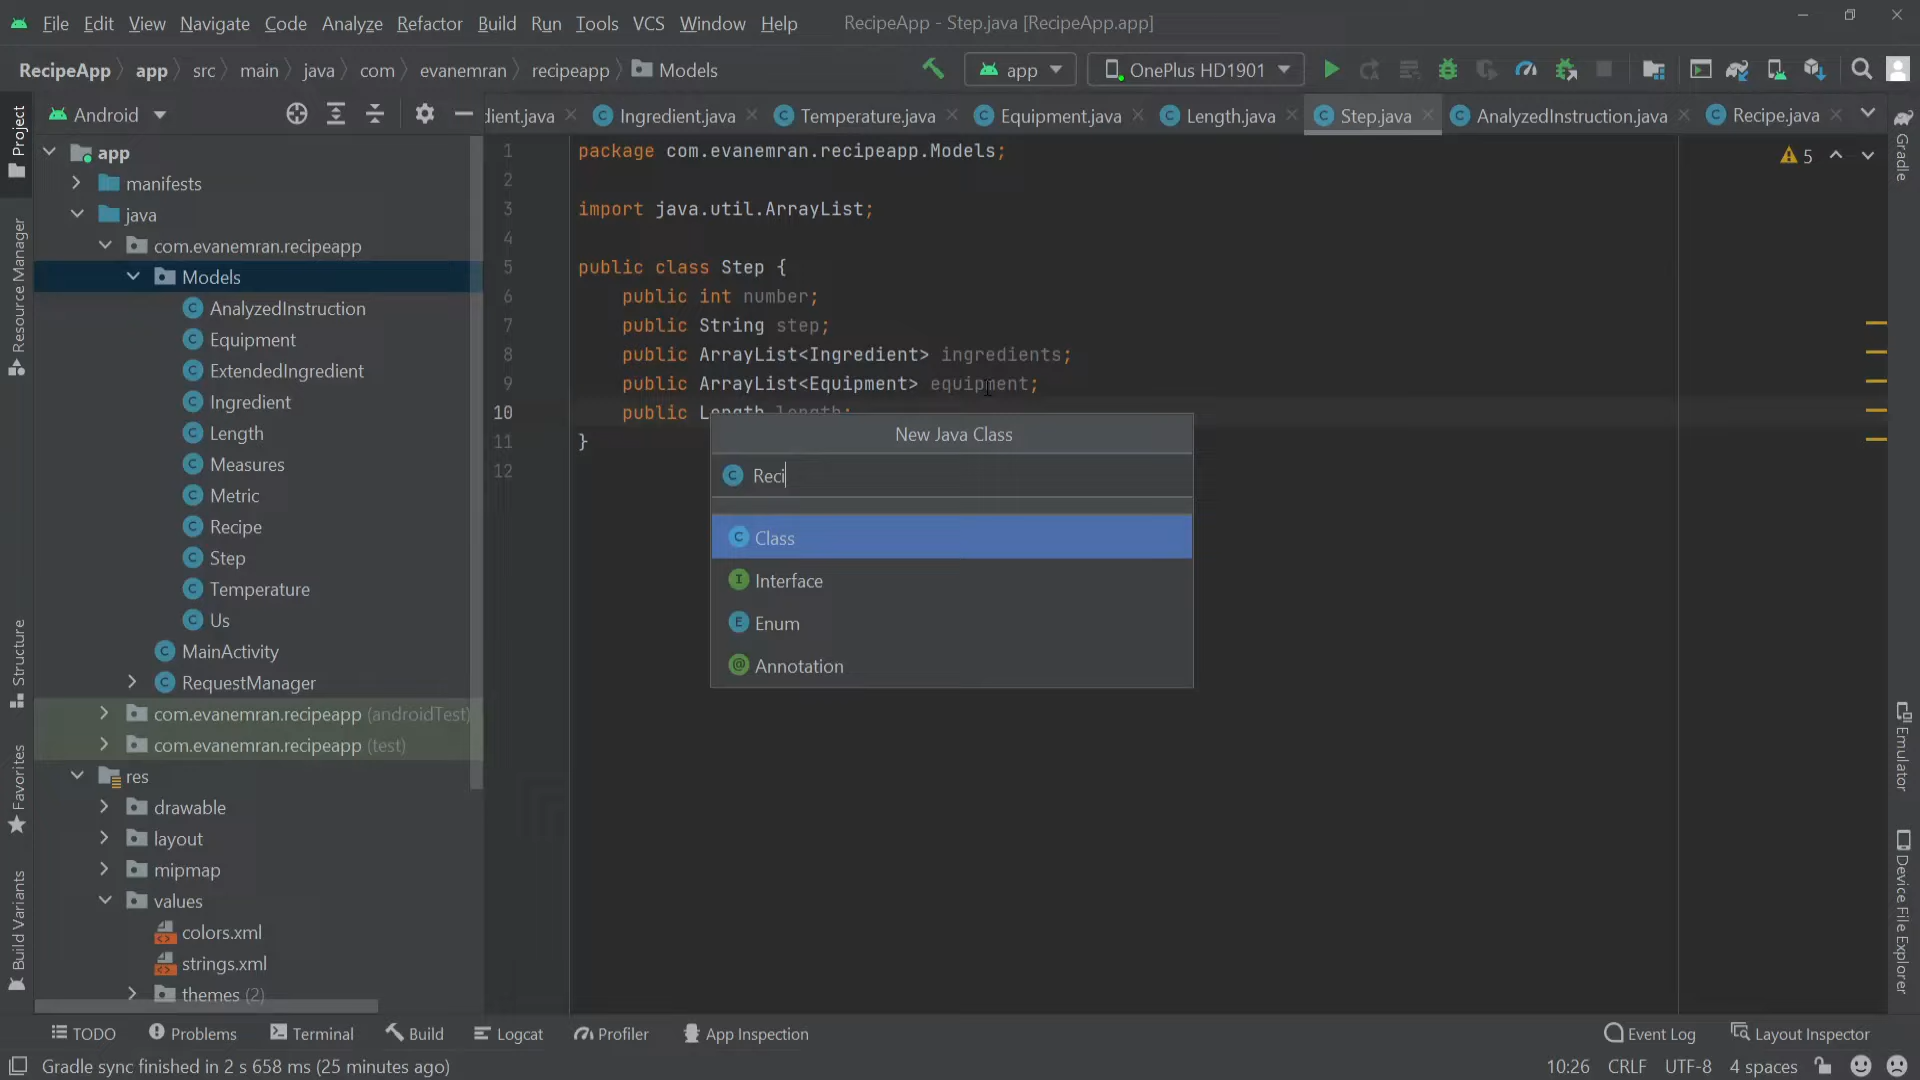 File Edit View Navigate Code Analyze Refactor Build Run Tools VCS Window Help RecipeApp - Step.java [RecipeApp.app]
RecipeApp app src main java com evanemran recipeapp Models app OnePlus HD1901
Android
dient.java Ingredient.java Temperature.java Equipment.java Length.java Step.java AnalyzedInstruction.java Recipe.java
Project
Resource Manager
Structure
Favorites
Build Variants
app
manifests
java
com.evanemran.recipeapp
Models
AnalyzedInstruction
Equipment
ExtendedIngredient
Ingredient
Length
Measures
Metric
Recipe
Step
Temperature
Us
MainActivity
RequestManager
com.evanemran.recipeapp (androidTest)
com.evanemran.recipeapp (test)
res
drawable
layout
mipmap
values
colors.xml
strings.xml
themes (2)
1 package com.evanemran.recipeapp.Models;
2
3 import java.util.ArrayList;
4
5 public class Step {
6 public int number;
7 public String step;
8 public ArrayList<Ingredient> ingredients;
9 public ArrayList<Equipment> equipment;
10 public Length length;
11 }
12
5
New Java Class
Reci
Class
Interface
Enum
Annotation
Gradle
Emulator
Device File Explorer
TODO Problems Terminal Build Logcat Profiler App Inspection Event Log Layout Inspector
Gradle sync finished in 2 s 658 ms (25 minutes ago) 10:26 CRLF UTF-8 4 spaces